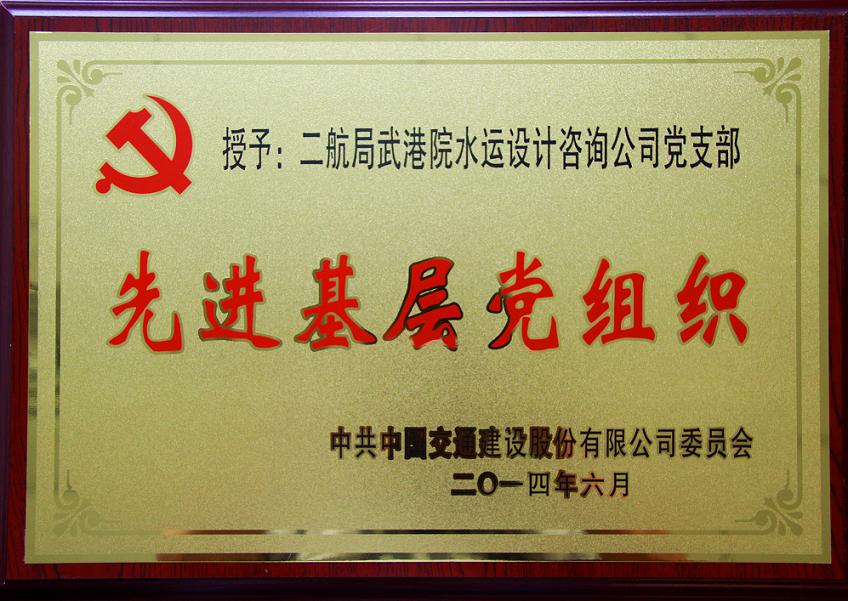 授予：二航局武港院水运设计咨询公司党支部
先进基层党组织
中共中国交通建设股份有限公司委员会
二〇一四年六月